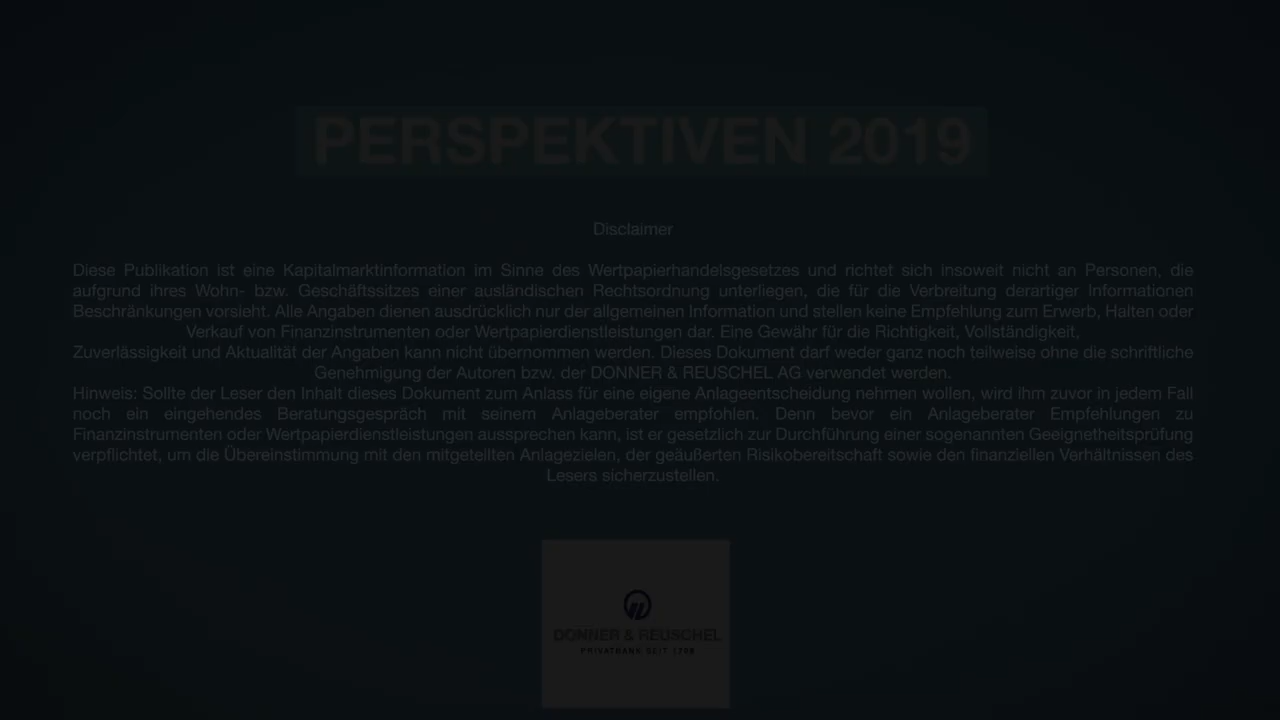 PERSPEKTIVEN 2019
Disclaimer
Diese Publikation ist eine Kapitalmarktinformation im Sinne des Wertpapierhandelsgesetzes und richtet sich insoweit nicht an Personen, die
aufgrund ihres Wohn- bzw. Geschäftssitzes einer ausländischen Rechtsordnung unterliegen, die für die Verbreitung derartiger Informationen
Beschränkungen vorsieht. Alle Angaben dienen ausdrücklich nur der allgemeinen Information und stellen keine Empfehlung zum Erwerb, Halten oder
Verkauf von Finanzinstrumenten oder Wertpapierdienstleistungen dar. Eine Gewähr für die Richtigkeit, Vollständigkeit,
Zuverlässigkeit und Aktualität der Angaben kann nicht übernommen werden. Dieses Dokument darf weder ganz noch teilweise ohne die schriftliche
Genehmigung der Autoren bzw. der DONNER & REUSCHEL AG verwendet werden.
Hinweis: Sollte der Leser den Inhalt dieses Dokument zum Anlass für eine eigene Anlageentscheidung nehmen wollen, wird ihm zuvor in jedem Fall
noch ein eingehendes Beratungsgespräch mit seinem Anlageberater empfohlen. Denn bevor ein Anlageberater Empfehlungen zu
Finanzinstrumenten oder Wertpapierdienstleistungen aussprechen kann, ist er gesetzlich zur Durchführung einer sogenannten Geeignetheitsprüfung
verpflichtet, um die Übereinstimmung mit den mitgeteilten Anlagezielen, der geäußerten Risikobereitschaft sowie den finanziellen Verhältnissen des
Lesers sicherzustellen.
DONNER & REUSCHEL
PRIVATBANK SEIT 1798